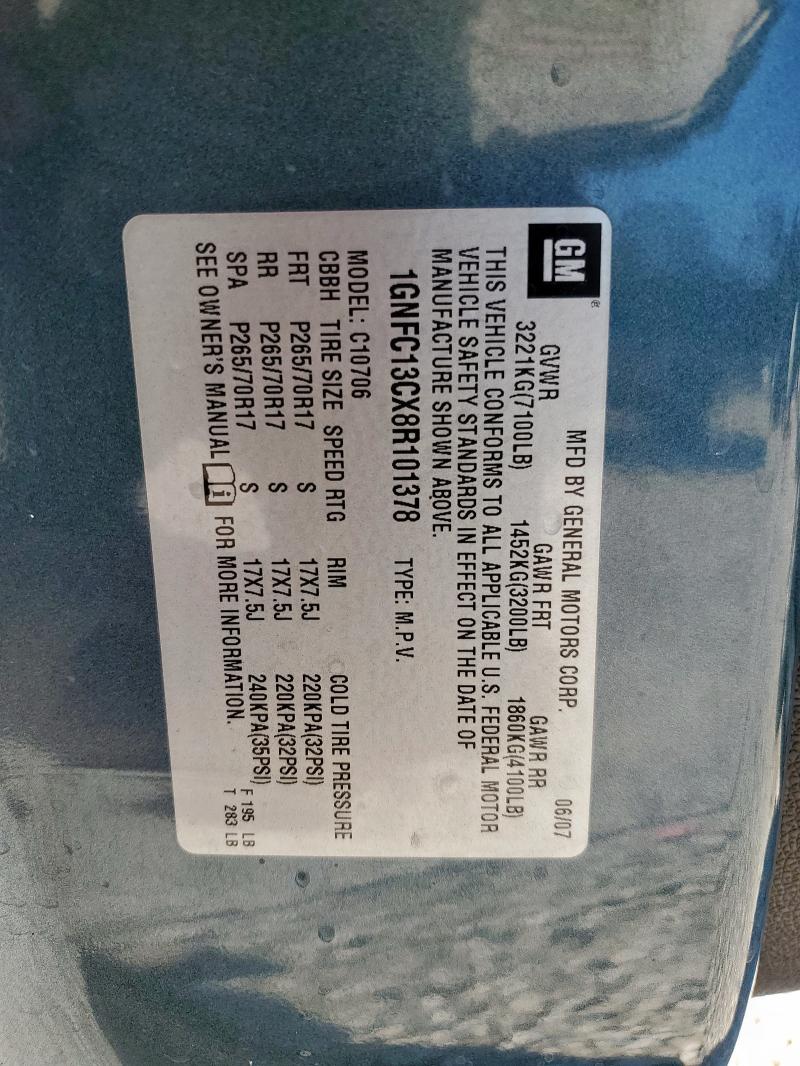 GM®
MFD BY GENERAL MOTORS CORP. 06/07
GVWR GAWR FRT GAWR RR
3221KG(7100LB) 1452KG(3200LB) 1860KG(4100LB)
THIS VEHICLE CONFORMS TO ALL APPLICABLE U.S. FEDERAL MOTOR
VEHICLE SAFETY STANDARDS IN EFFECT ON THE DATE OF
MANUFACTURE SHOWN ABOVE.
1GNFC13CX8R101378 TYPE: M.P.V.
MODEL: C10706
CBBH TIRE SIZE SPEED RTG RIM COLD TIRE PRESSURE
FRT P265/70R17 S 17X7.5J 220KPA(32PSI)
RR P265/70R17 S 17X7.5J 220KPA(32PSI)
SPA P265/70R17 S 17X7.5J 240KPA(35PSI)
SEE OWNER'S MANUAL i FOR MORE INFORMATION.
F 195 LB
T 283 LB